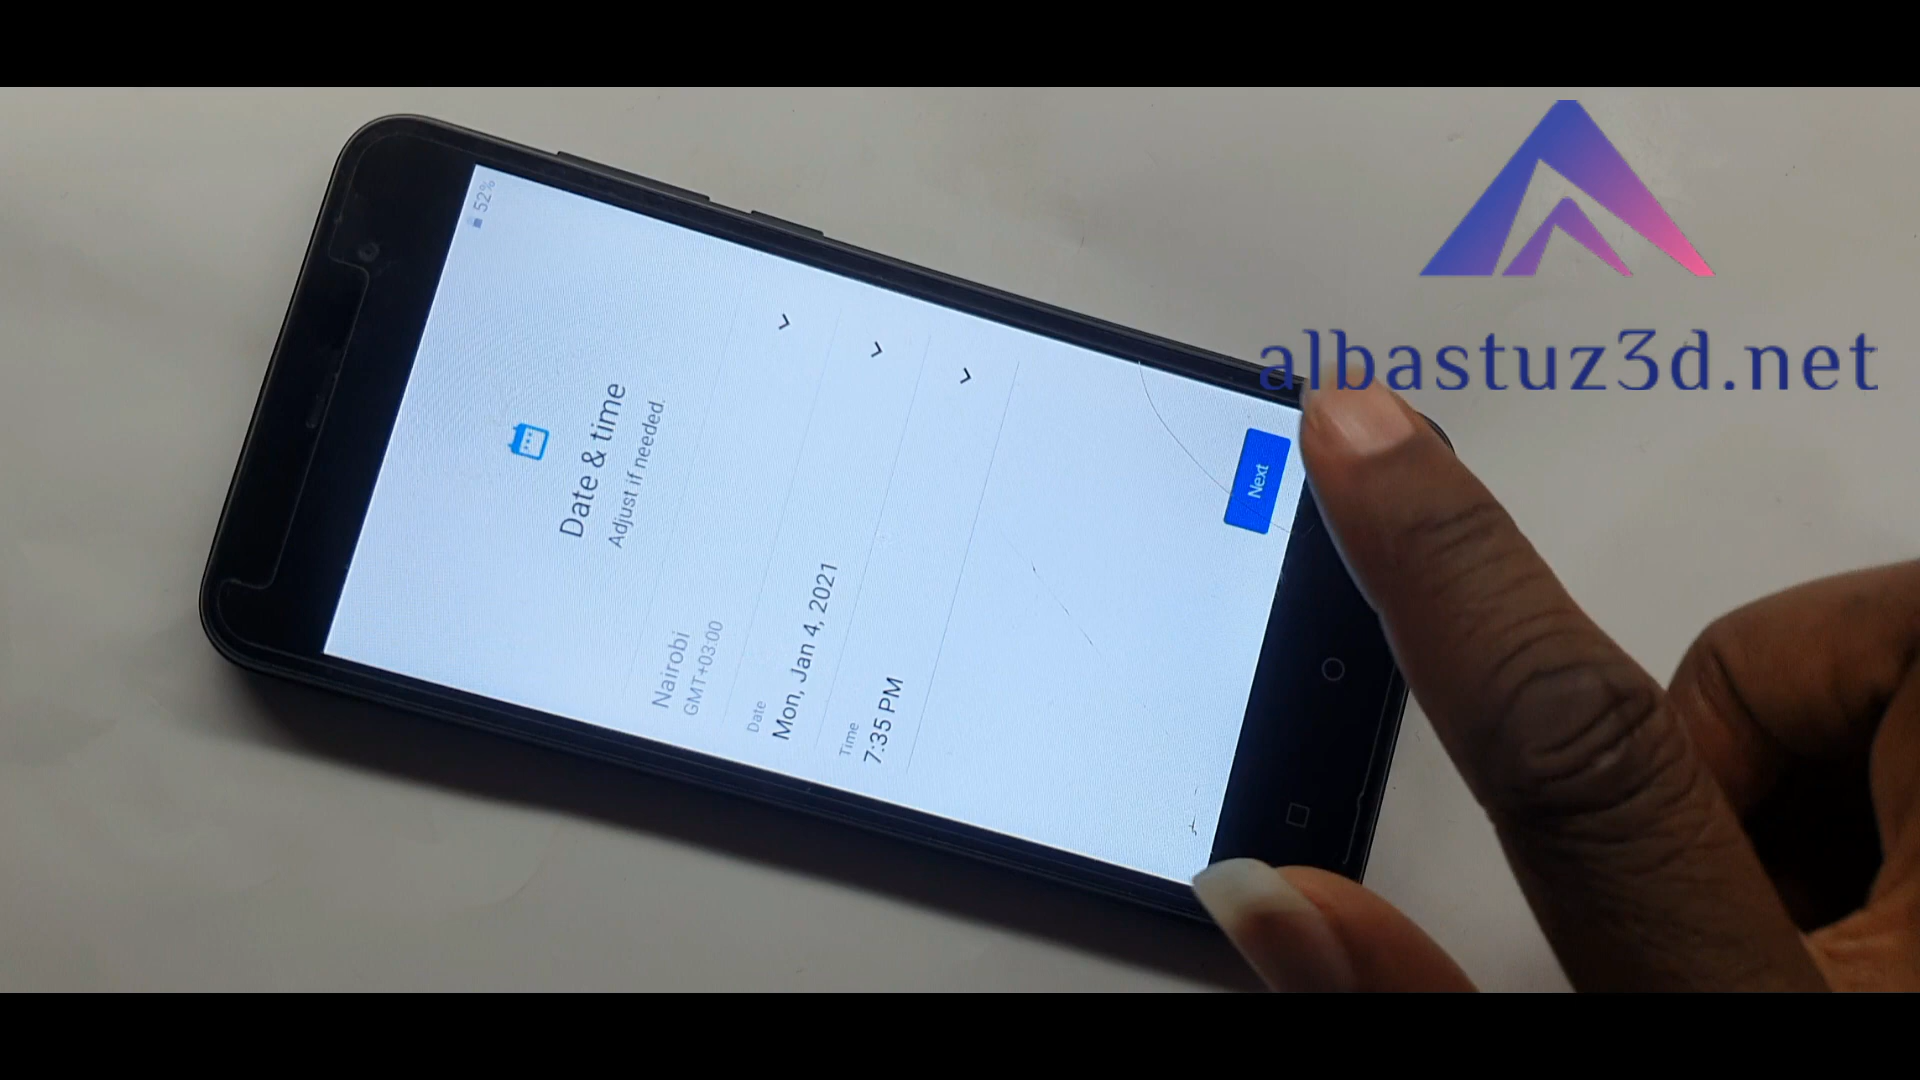 52%
Date & time
Adjust if needed.
Nairobi
GMT+03:00
Date
Mon, Jan 4, 2021
Time
7:35 PM
Next
albastuz3d.net